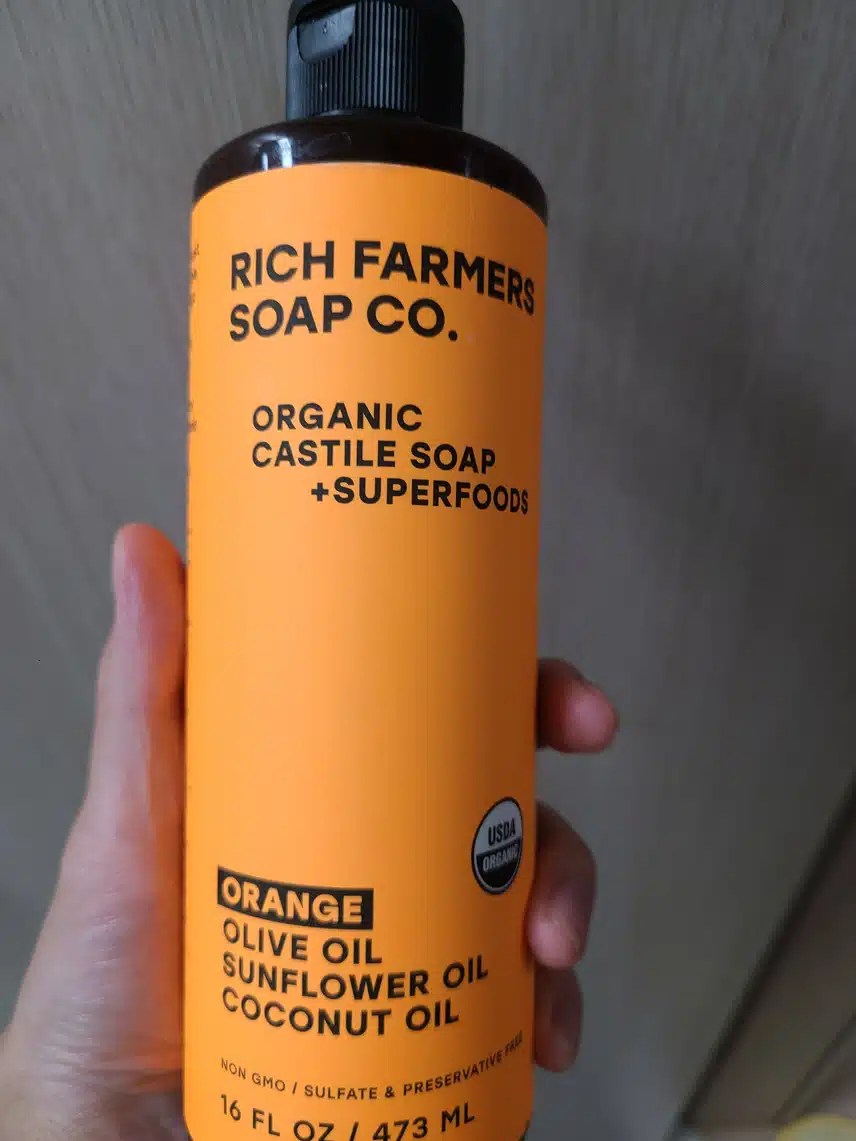 RICH FARMERS
SOAP CO.
ORGANIC
CASTILE SOAP
+SUPERFOODS
USDA
ORGANIC
ORANGE
OLIVE OIL
SUNFLOWER OIL
COCONUT OIL
NON GMO / SULFATE & PRESERVATIVE FREE
16 FL OZ / 473 ML